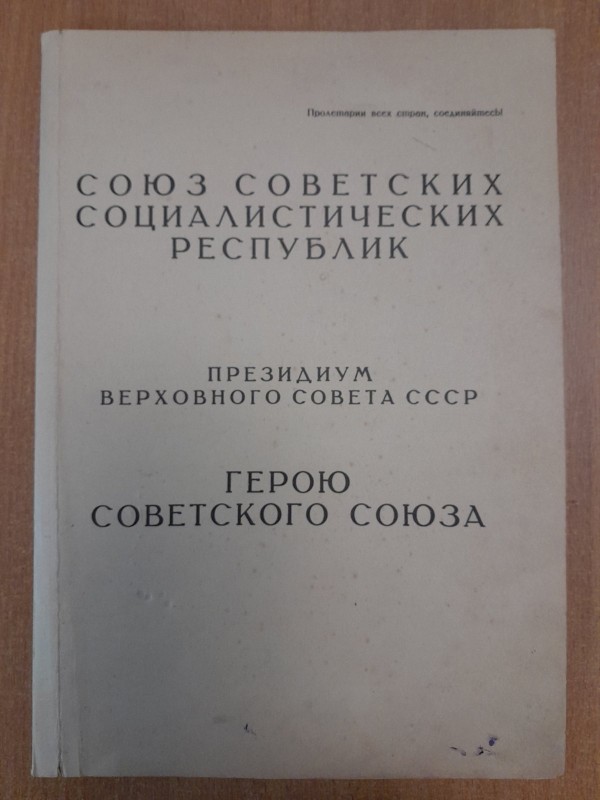 Пролетарии всех стран, соединяйтесь!
СОЮЗ СОВЕТСКИХ
СОЦИАЛИСТИЧЕСКИХ
РЕСПУБЛИК
ПРЕЗИДИУМ
ВЕРХОВНОГО СОВЕТА СССР
ГЕРОЮ
СОВЕТСКОГО СОЮЗА